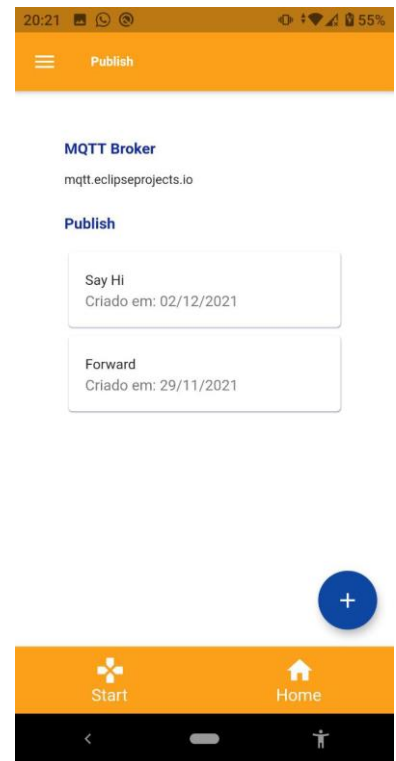 20:21
55%
Publish
MQTT Broker
mqtt.eclipseprojects.io
Publish
Say Hi
Criado em: 02/12/2021
Forward
Criado em: 29/11/2021
+
Start
Home